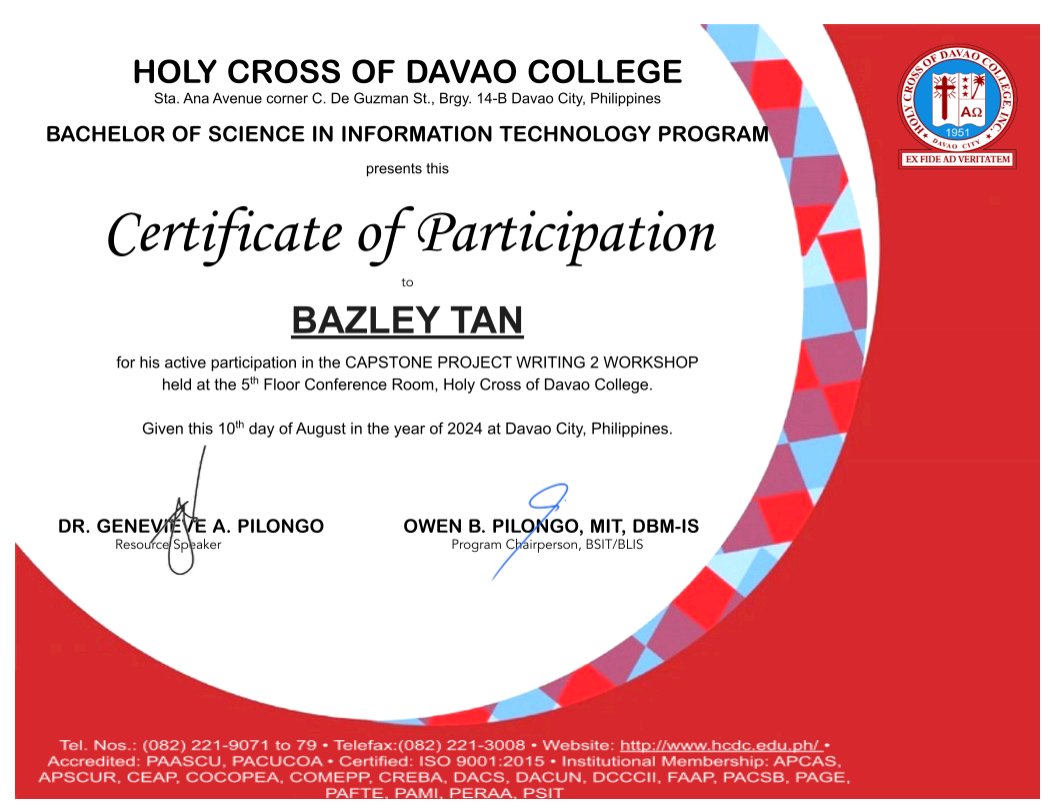 HOLY CROSS OF DAVAO COLLEGE
Sta. Ana Avenue corner C. De Guzman St., Brgy. 14-B Davao City, Philippines
BACHELOR OF SCIENCE IN INFORMATION TECHNOLOGY PROGRAM
presents this
Certificate of Participation
to
BAZLEY TAN
for his active participation in the CAPSTONE PROJECT WRITING 2 WORKSHOP
held at the 5th Floor Conference Room, Holy Cross of Davao College.
Given this 10th day of August in the year of 2024 at Davao City, Philippines.
DR. GENEVIEVE A. PILONGO
Resource Speaker
OWEN B. PILONGO, MIT, DBM-IS
Program Chairperson, BSIT/BLIS
HOLY CROSS OF DAVAO COLLEGE, INC.
ΑΩ
1951
DAVAO CITY
EX FIDE AD VERITATEM
Tel. Nos.: (082) 221-9071 to 79 • Telefax:(082) 221-3008 • Website: http://www.hcdc.edu.ph/ •
Accredited: PAASCU, PACUCOA • Certified: ISO 9001:2015 • Institutional Membership: APCAS,
APSCUR, CEAP, COCOPEA, COMEPP, CREBA, DACS, DACUN, DCCCII, FAAP, PACSB, PAGE,
PAFTE, PAMI, PERAA, PSIT